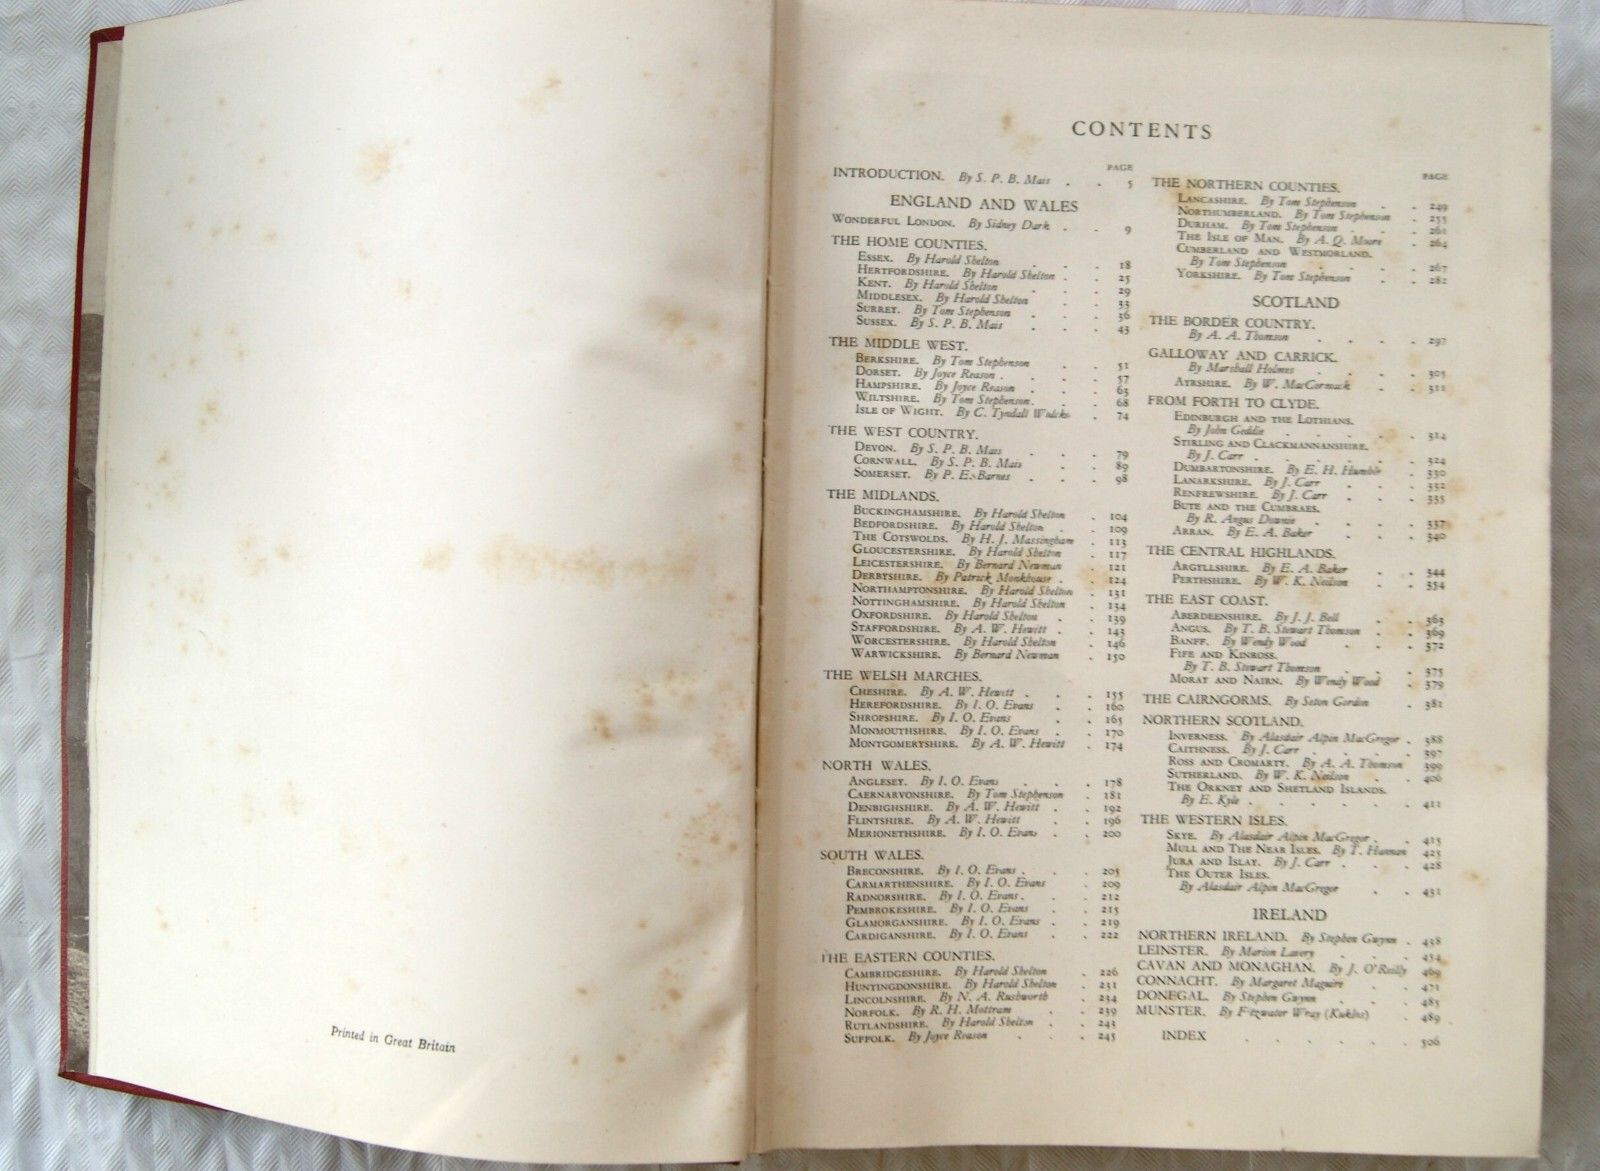 Printed in Great Britain
CONTENTS
PAGE
INTRODUCTION. By S. P. B. Mais . . 5
ENGLAND AND WALES
WONDERFUL LONDON. By Sidney Dark . . 9
THE HOME COUNTIES.
ESSEX. By Harold Shelton . . . 18
HERTFORDSHIRE. By Harold Shelton . . 25
KENT. By Harold Shelton . . . 29
MIDDLESEX. By Harold Shelton . . 33
SURREY. By Tom Stephenson . . . 36
SUSSEX. By S. P. B. Mais . . . 43
THE MIDDLE WEST.
BERKSHIRE. By Tom Stephenson . . 51
DORSET. By Joyce Reason . . . . 57
HAMPSHIRE. By Joyce Reason . . . 63
WILTSHIRE. By Tom Stephenson . . . 68
ISLE OF WIGHT. By C. Tyndall Wulcko . 74
THE WEST COUNTRY.
DEVON. By S. P. B. Mais . . . 79
CORNWALL. By S. P. B. Mais . . 89
SOMERSET. By P. E. Barnes . . . 98
THE MIDLANDS.
BUCKINGHAMSHIRE. By Harold Shelton . 104
BEDFORDSHIRE. By Harold Shelton . . 109
THE COTSWOLDS. By H. J. Massingham . 113
GLOUCESTERSHIRE. By Harold Shelton . 117
LEICESTERSHIRE. By Bernard Newman . 121
DERBYSHIRE. By Patrick Monkhouse . . 124
NORTHAMPTONSHIRE. By Harold Shelton . 131
NOTTINGHAMSHIRE. By Harold Shelton . 134
OXFORDSHIRE. By Harold Shelton . . 139
STAFFORDSHIRE. By A. W. Hewitt . . 143
WORCESTERSHIRE. By Harold Shelton . 146
WARWICKSHIRE. By Bernard Newman . 150
THE WELSH MARCHES.
CHESHIRE. By A. W. Hewitt . . . 155
HEREFORDSHIRE. By I. O. Evans . . 160
SHROPSHIRE. By I. O. Evans . . 165
MONMOUTHSHIRE. By I. O. Evans . . 170
MONTGOMERYSHIRE. By A. W. Hewitt . 174
NORTH WALES.
ANGLESEY. By I. O. Evans . . . 178
CAERNARVONSHIRE. By Tom Stephenson . 181
DENBIGHSHIRE. By A. W. Hewitt . . 192
FLINTSHIRE. By A. W. Hewitt . . 196
MERIONETHSHIRE. By I. O. Evans . . 200
SOUTH WALES.
BRECONSHIRE. By I. O. Evans . . . 205
CARMARTHENSHIRE. By I. O. Evans . . 209
RADNORSHIRE. By I. O. Evans . . . 212
PEMBROKESHIRE. By I. O. Evans . . 215
GLAMORGANSHIRE. By I. O. Evans . . 219
CARDIGANSHIRE. By I. O. Evans . . 222
THE EASTERN COUNTIES.
CAMBRIDGESHIRE. By Harold Shelton . 226
HUNTINGDONSHIRE. By Harold Shelton . 231
LINCOLNSHIRE. By N. A. Rushworth . 234
NORFOLK. By R. H. Mottram . . 239
RUTLANDSHIRE. By Harold Shelton . . 243
SUFFOLK. By Joyce Reason . . . 245
PAGE
THE NORTHERN COUNTIES.
LANCASHIRE. By Tom Stephenson . . 249
NORTHUMBERLAND. By Tom Stephenson . 255
DURHAM. By Tom Stephenson . . . 261
THE ISLE OF MAN. By A. Q. Moore . 264
CUMBERLAND AND WESTMORLAND.
By Tom Stephenson . . . . 267
YORKSHIRE. By Tom Stephenson . . 282
SCOTLAND
THE BORDER COUNTRY.
By A. A. Thomson . . . . 297
GALLOWAY AND CARRICK.
By Marshall Holmes . . . . 305
AYRSHIRE. By W. MacCormack . . 311
FROM FORTH TO CLYDE.
EDINBURGH AND THE LOTHIANS.
By John Geddie . . . . . 314
STIRLING AND CLACKMANNANSHIRE.
By J. Carr . . . . . . 324
DUMBARTONSHIRE. By E. H. Humble . 330
LANARKSHIRE. By J. Carr . . . 332
RENFREWSHIRE. By J. Carr . . . 335
BUTE AND THE CUMBRAES.
By R. Angus Downie . . . . 337
ARRAN. By E. A. Baker . . . 340
THE CENTRAL HIGHLANDS.
ARGYLLSHIRE. By E. A. Baker . . 344
PERTHSHIRE. By W. K. Neilson . . 354
THE EAST COAST.
ABERDEENSHIRE. By J. J. Bell . . 363
ANGUS. By T. B. Stewart Thomson . . 369
BANFF. By Wendy Wood . . . 372
FIFE AND KINROSS.
By T. B. Stewart Thomson . . . 375
MORAY AND NAIRN. By Wendy Wood . 379
THE CAIRNGORMS. By Seton Gordon . 381
NORTHERN SCOTLAND.
INVERNESS. By Alasdair Alpin MacGregor . 388
CAITHNESS. By J. Carr . . . . 397
ROSS AND CROMARTY. By A. A. Thomson 399
SUTHERLAND. By W. K. Neilson . . 406
THE ORKNEY AND SHETLAND ISLANDS.
By E. Kyle . . . . . . 411
THE WESTERN ISLES.
SKYE. By Alasdair Alpin MacGregor . . 415
MULL AND THE NEAR ISLES. By T. Hannan 425
JURA AND ISLAY. By J. Carr . . . 428
THE OUTER ISLES.
By Alasdair Alpin MacGregor . . 431
IRELAND
NORTHERN IRELAND. By Stephen Gwynn . 438
LEINSTER. By Marion Lavery . . . 454
CAVAN AND MONAGHAN. By J. O'Reilly 469
CONNACHT. By Margaret Maguire . . 471
DONEGAL. By Stephen Gwynn . . . 485
MUNSTER. By Fitzwater Wray (Kuklos) . 489
INDEX . . . . . . 506